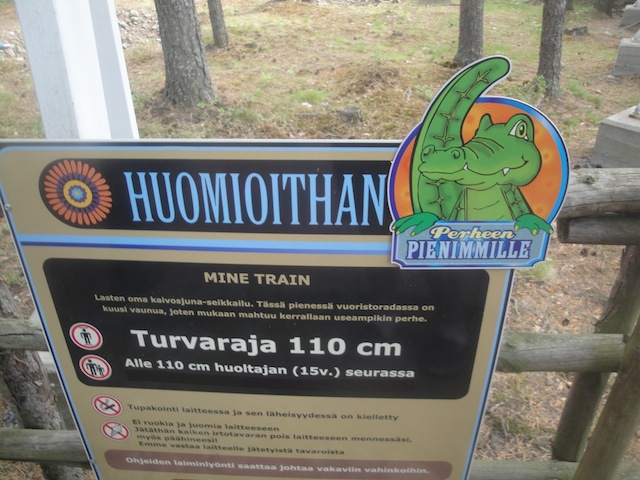 HUOMIOITHAN
Perheen
PIENIMMILLE
MINE TRAIN
Lasten oma kaivosjuna-seikkailu. Tässä pienessä vuoristoradassa on
kuusi vaunua, joten mukaan mahtuu kerrallaan useampikin perhe.
Turvaraja 110 cm
Alle 110 cm huoltajan (15v.) seurassa
Tupakointi laitteessa ja sen läheisyydessä on kielletty
Ei ruokia ja juomia laitteeseen
Jätäthän kaiken irtotavaran pois laitteeseen mennessäsi,
myös päähineesi!
Emme vastaa laitteelle jätetyistä tavaroista
Ohjeiden laiminlyönti saattaa johtaa vakaviin vahinkoihin.